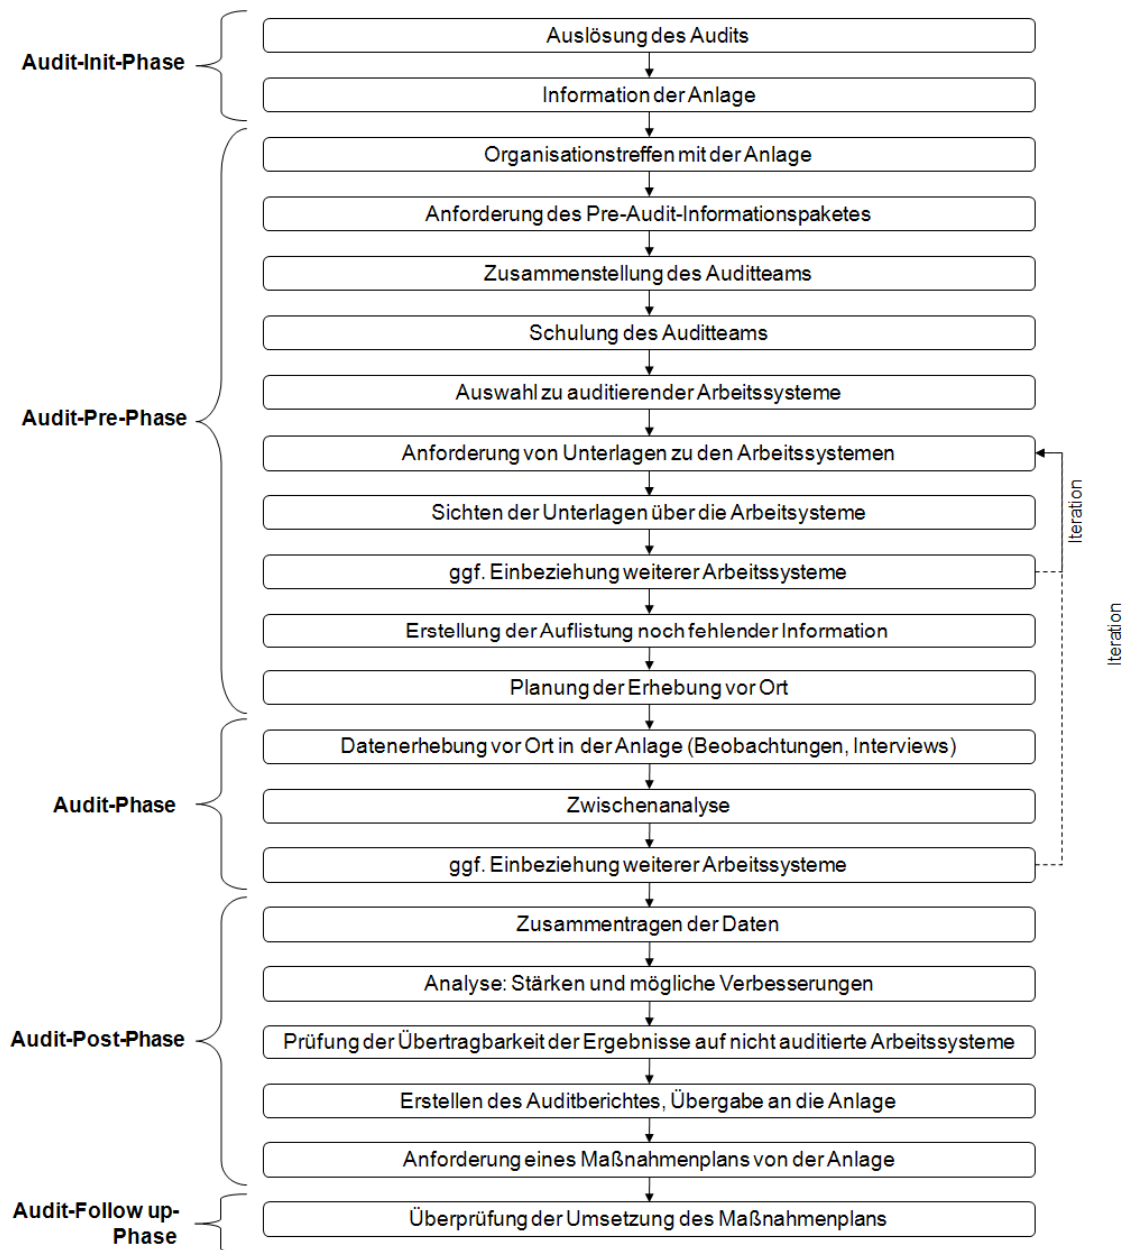 Audit-Init-Phase
Auslösung des Audits
Information der Anlage
Audit-Pre-Phase
Organisationstreffen mit der Anlage
Anforderung des Pre-Audit-Informationspaketes
Zusammenstellung des Auditteams
Schulung des Auditteams
Auswahl zu auditierender Arbeitssysteme
Anforderung von Unterlagen zu den Arbeitssystemen
Sichten der Unterlagen über die Arbeitsysteme
ggf. Einbeziehung weiterer Arbeitssysteme
Erstellung der Auflistung noch fehlender Information
Planung der Erhebung vor Ort
Iteration
Iteration
Audit-Phase
Datenerhebung vor Ort in der Anlage (Beobachtungen, Interviews)
Zwischenanalyse
ggf. Einbeziehung weiterer Arbeitssysteme
Audit-Post-Phase
Zusammentragen der Daten
Analyse: Stärken und mögliche Verbesserungen
Prüfung der Übertragbarkeit der Ergebnisse auf nicht auditierte Arbeitssysteme
Erstellen des Auditberichtes, Übergabe an die Anlage
Anforderung eines Maßnahmenplans von der Anlage
Audit-Follow up-
Phase
Überprüfung der Umsetzung des Maßnahmenplans